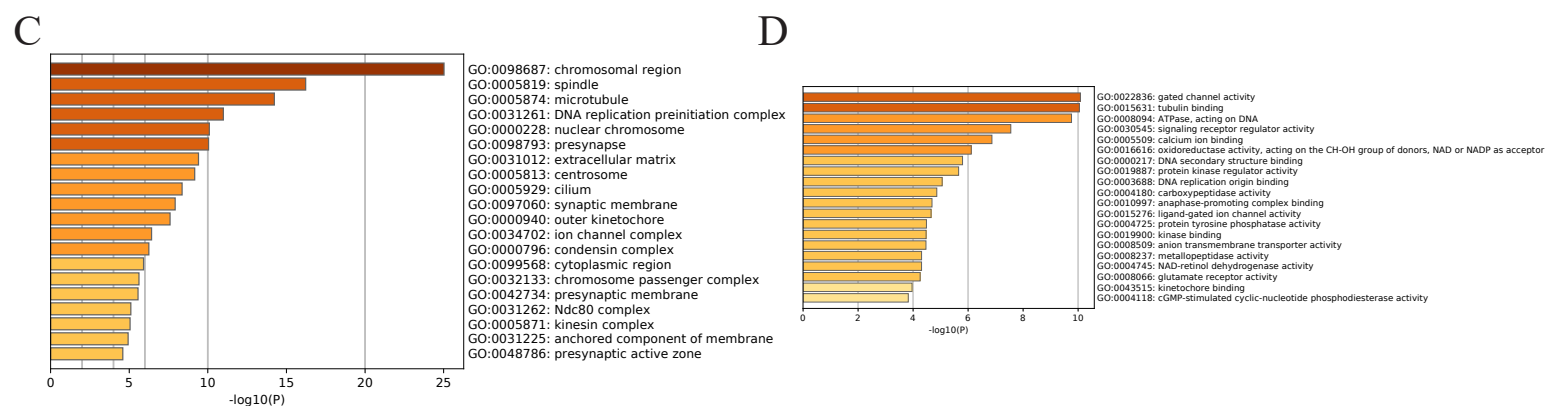 C
GO:0098687: chromosomal region
GO:0005819: spindle
GO:0005874: microtubule
GO:0031261: DNA replication preinitiation complex
GO:0000228: nuclear chromosome
GO:0098793: presynapse
GO:0031012: extracellular matrix
GO:0005813: centrosome
GO:0005929: cilium
GO:0097060: synaptic membrane
GO:0000940: outer kinetochore
GO:0034702: ion channel complex
GO:0000796: condensin complex
GO:0099568: cytoplasmic region
GO:0032133: chromosome passenger complex
GO:0042734: presynaptic membrane
GO:0031262: Ndc80 complex
GO:0005871: kinesin complex
GO:0031225: anchored component of membrane
GO:0048786: presynaptic active zone
0 5 10 15 20 25
-log10(P)
D
GO:0022836: gated channel activity
GO:0015631: tubulin binding
GO:0008094: ATPase, acting on DNA
GO:0030545: signaling receptor regulator activity
GO:0005509: calcium ion binding
GO:0016616: oxidoreductase activity, acting on the CH-OH group of donors, NAD or NADP as acceptor
GO:0000217: DNA secondary structure binding
GO:0019887: protein kinase regulator activity
GO:0003688: DNA replication origin binding
GO:0004180: carboxypeptidase activity
GO:0010997: anaphase-promoting complex binding
GO:0015276: ligand-gated ion channel activity
GO:0004725: protein tyrosine phosphatase activity
GO:0019900: kinase binding
GO:0008509: anion transmembrane transporter activity
GO:0008237: metallopeptidase activity
GO:0004745: NAD-retinol dehydrogenase activity
GO:0008066: glutamate receptor activity
GO:0043515: kinetochore binding
GO:0004118: cGMP-stimulated cyclic-nucleotide phosphodiesterase activity
0 2 4 6 8 10
-log10(P)